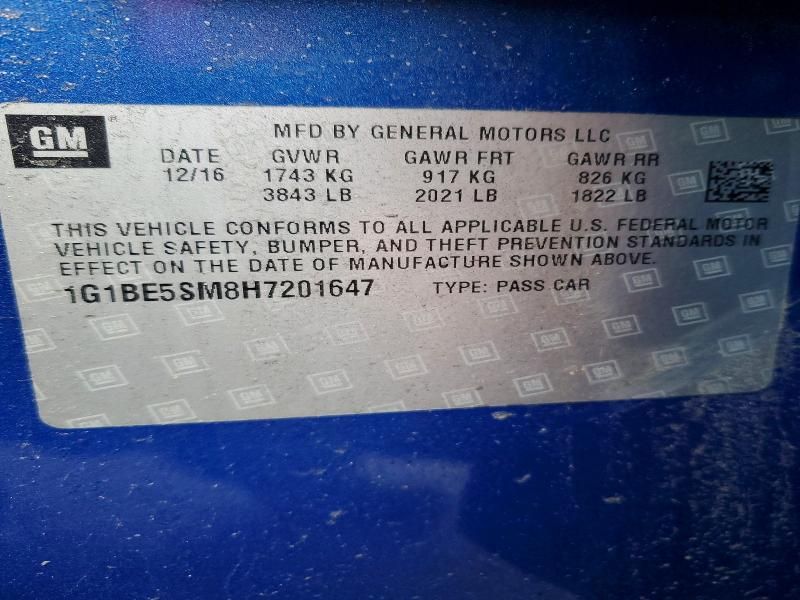 GM
MFD BY GENERAL MOTORS LLC
DATE GVWR GAWR FRT GAWR RR
12/16 1743 KG 917 KG 826 KG
3843 LB 2021 LB 1822 LB
THIS VEHICLE CONFORMS TO ALL APPLICABLE U.S. FEDERAL MOTOR
VEHICLE SAFETY, BUMPER, AND THEFT PREVENTION STANDARDS IN
EFFECT ON THE DATE OF MANUFACTURE SHOWN ABOVE.
1G1BE5SM8H7201647 TYPE: PASS CAR